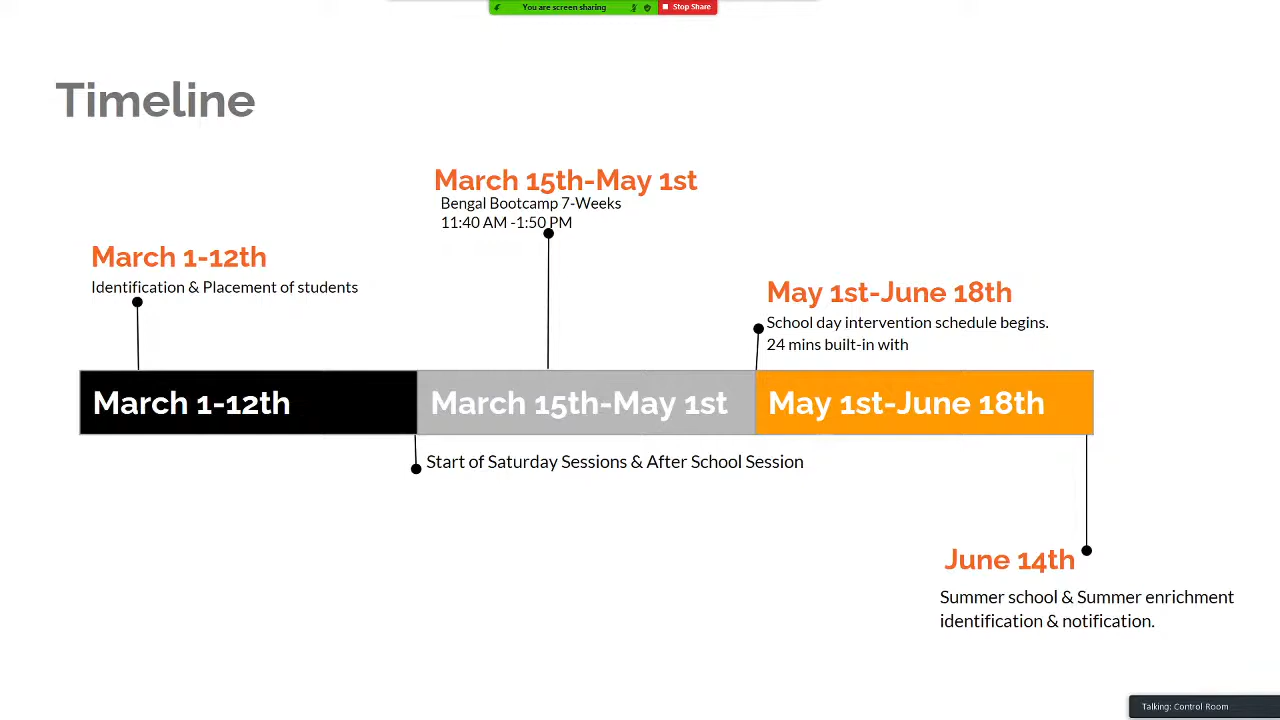 You are screen sharing
Stop Share
Timeline
March 15th-May 1st
Bengal Bootcamp 7-Weeks
11:40 AM -1:50 PM
March 1-12th
Identification & Placement of students
May 1st-June 18th
School day intervention schedule begins.
24 mins built-in with
March 1-12th
March 15th-May 1st
May 1st-June 18th
Start of Saturday Sessions & After School Session
June 14th
Summer school & Summer enrichment
identification & notification.
Talking: Control Room